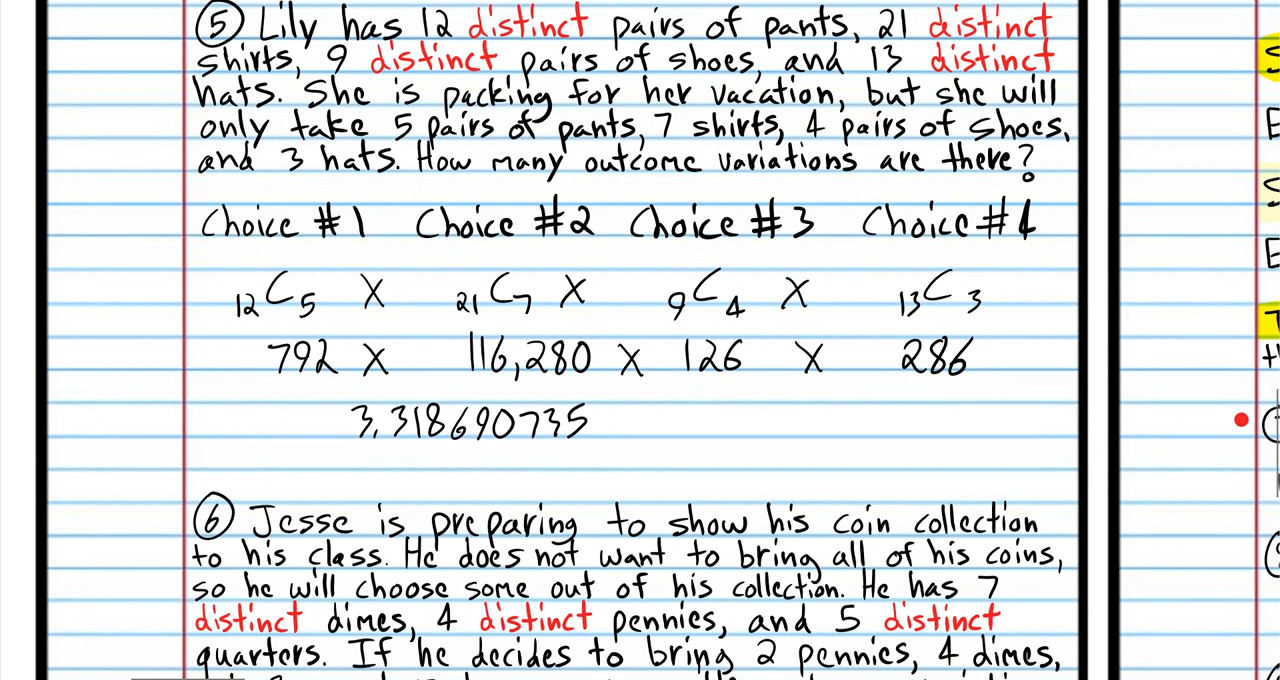 ⑤ Lily has 12 distinct pairs of pants, 21 distinct
shirts, 9 distinct pairs of shoes, and 13 distinct
hats. She is packing for her vacation, but she will
only take 5 pairs of pants, 7 shirts, 4 pairs of shoes,
and 3 hats. How many outcome variations are there?
Choice #1 Choice #2 Choice #3 Choice #4
₁₂C₅ X ₂₁C₇ X ₉C₄ X ₁₃C₃
792 X 116,280 X 126 X 286
3.318690735
⑥ Jesse is preparing to show his coin collection
to his class. He does not want to bring all of his coins,
so he will choose some out of his collection. He has 7
distinct dimes, 4 distinct pennies, and 5 distinct
quarters. If he decides to bring 2 pennies, 4 dimes,